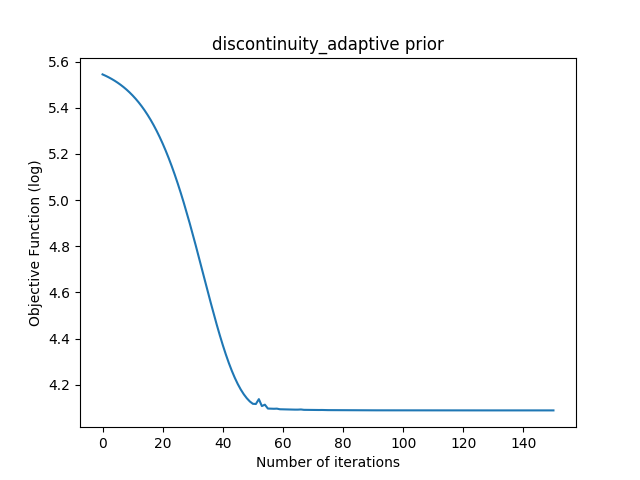 discontinuity_adaptive prior
5.6
5.4
5.2
5.0
4.8
4.6
4.4
4.2
Objective Function (log)
0 20 40 60 80 100 120 140
Number of iterations